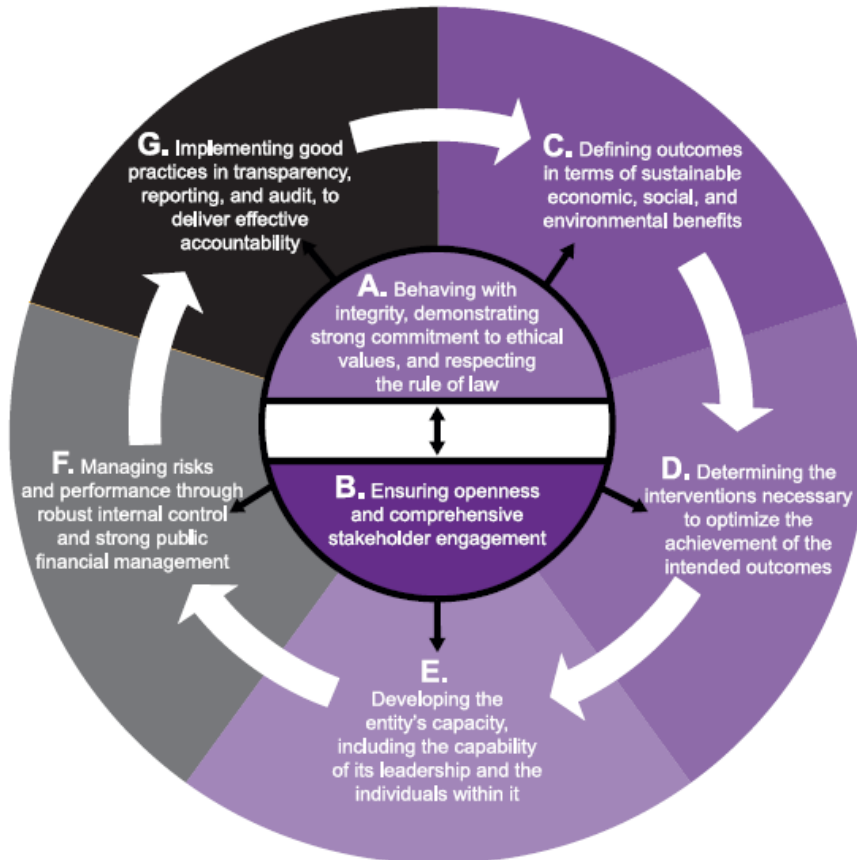 A. Behaving with
integrity, demonstrating
strong commitment to ethical
values, and respecting
the rule of law
B. Ensuring openness
and comprehensive
stakeholder engagement
C. Defining outcomes
in terms of sustainable
economic, social, and
environmental benefits
D. Determining the
interventions necessary
to optimize the
achievement of the
intended outcomes
E.
Developing the
entity's capacity,
including the capability
of its leadership and the
individuals within it
F. Managing risks
and performance through
robust internal control
and strong public
financial management
G. Implementing good
practices in transparency,
reporting, and audit, to
deliver effective
accountability